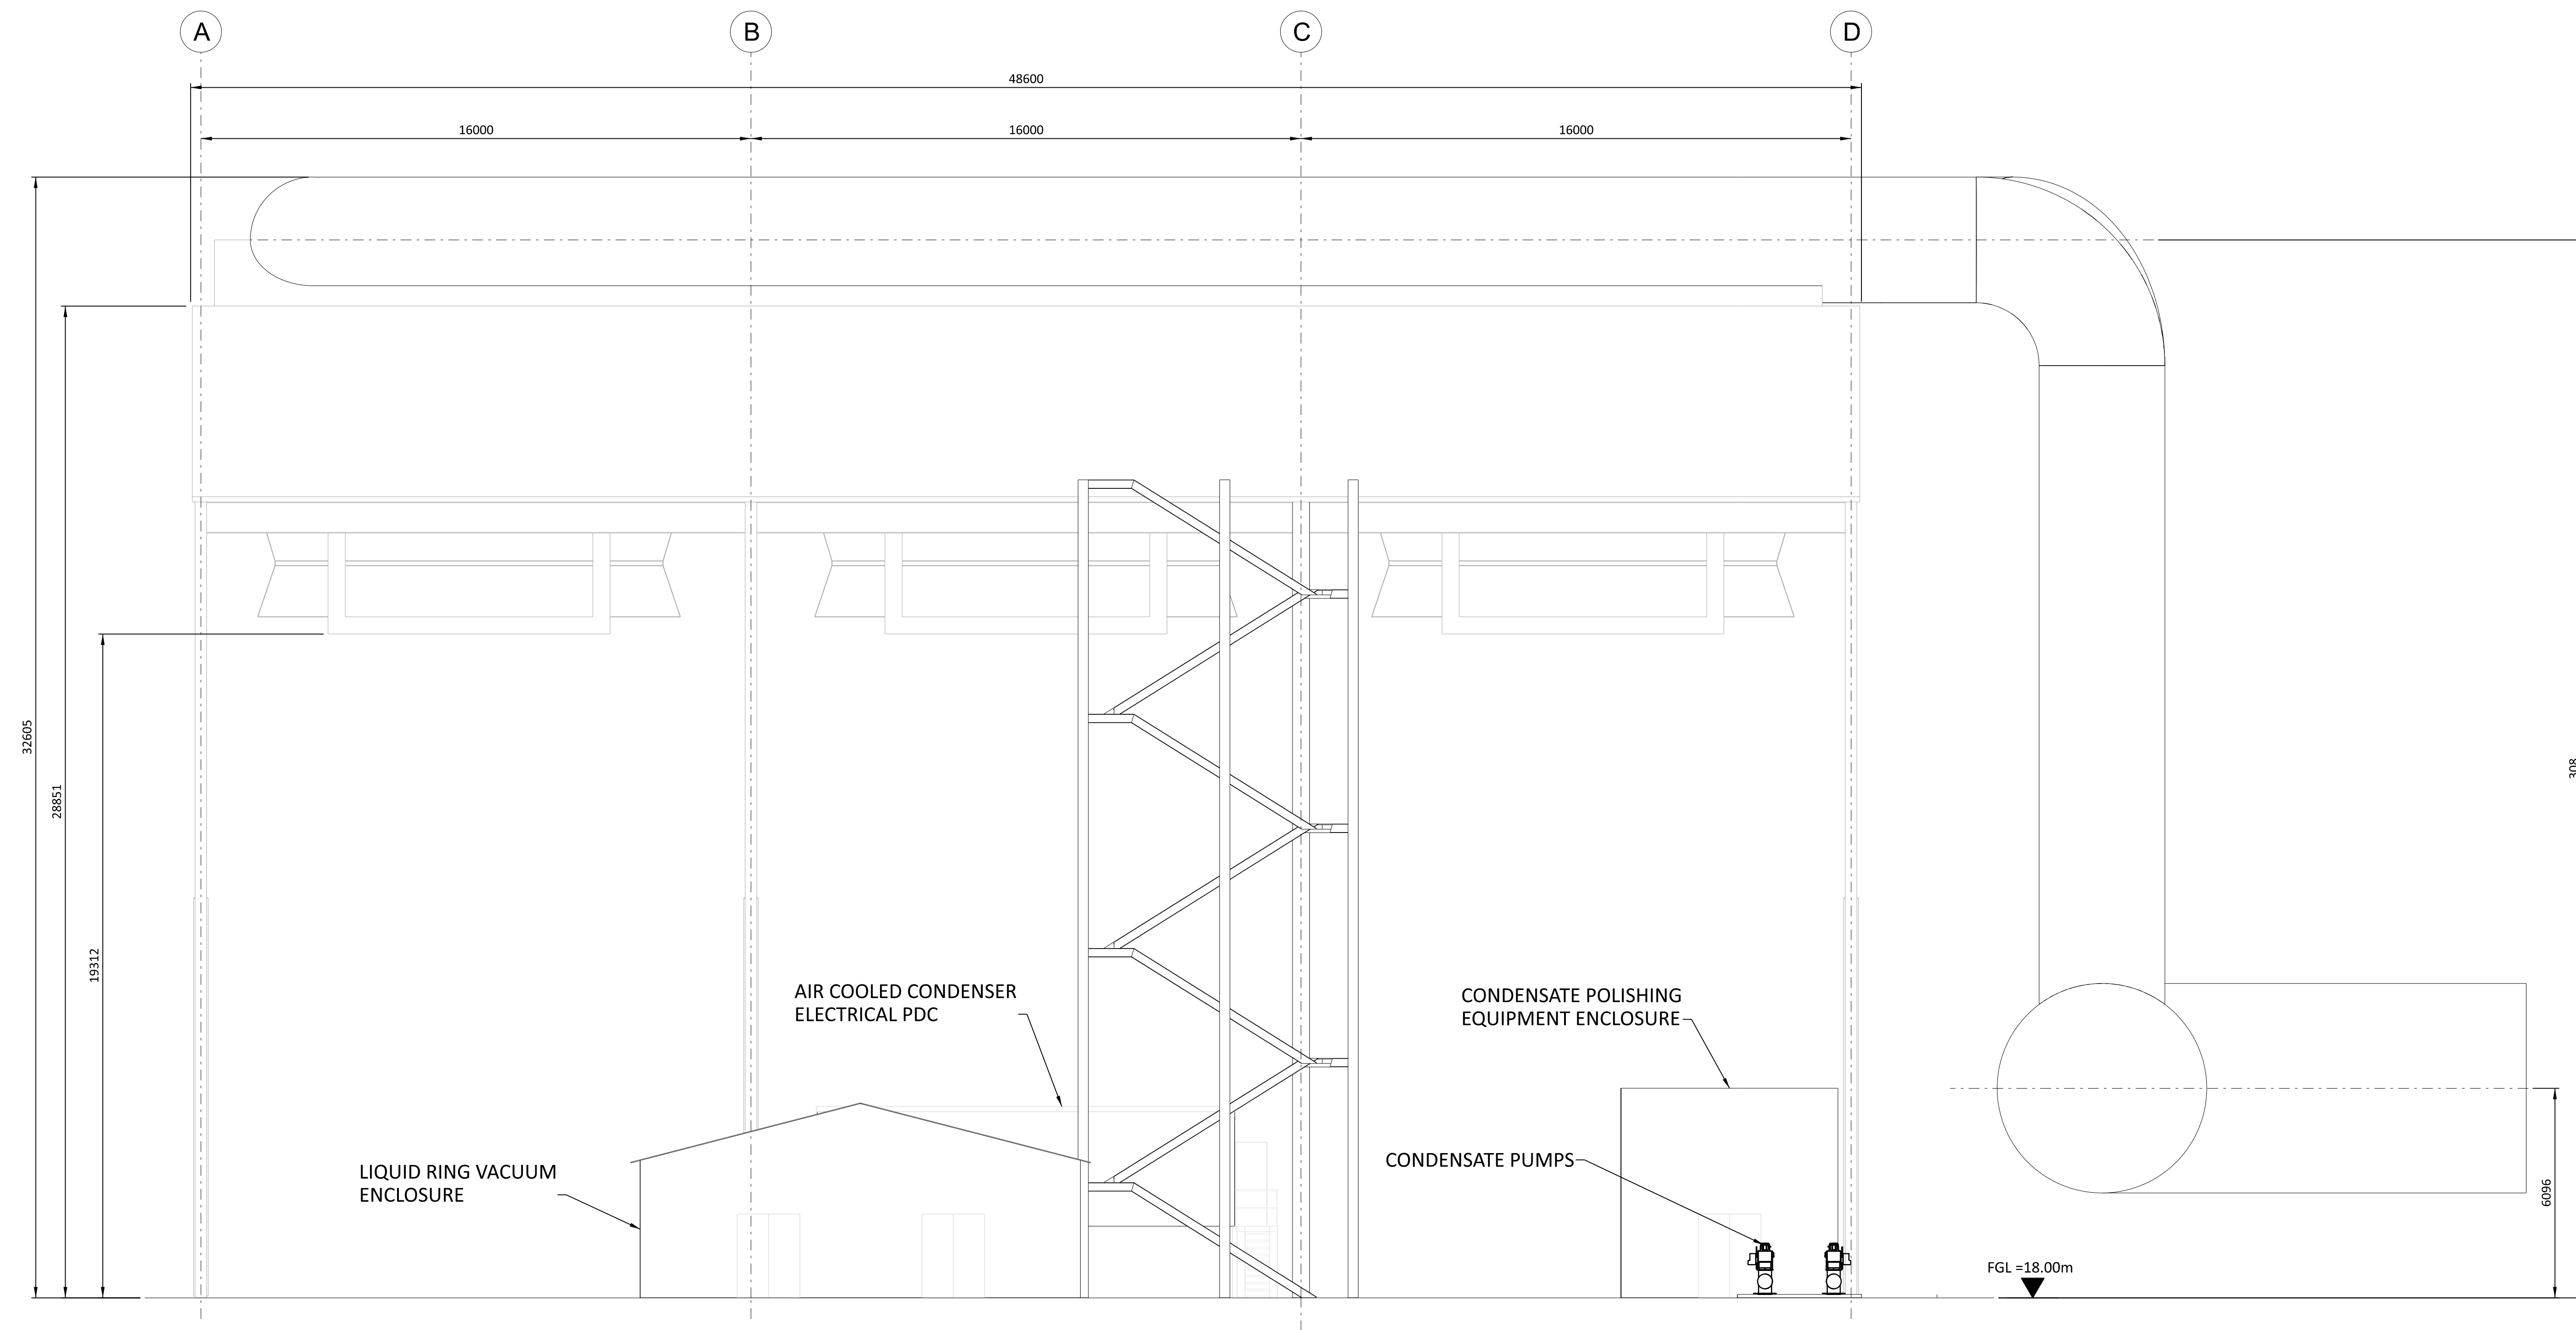 A
B
C
D
48600
16000
16000
16000
32605
28851
19312
308
AIR COOLED CONDENSER
ELECTRICAL PDC
CONDENSATE POLISHING
EQUIPMENT ENCLOSURE
LIQUID RING VACUUM
ENCLOSURE
CONDENSATE PUMPS
6096
FGL =18.00m